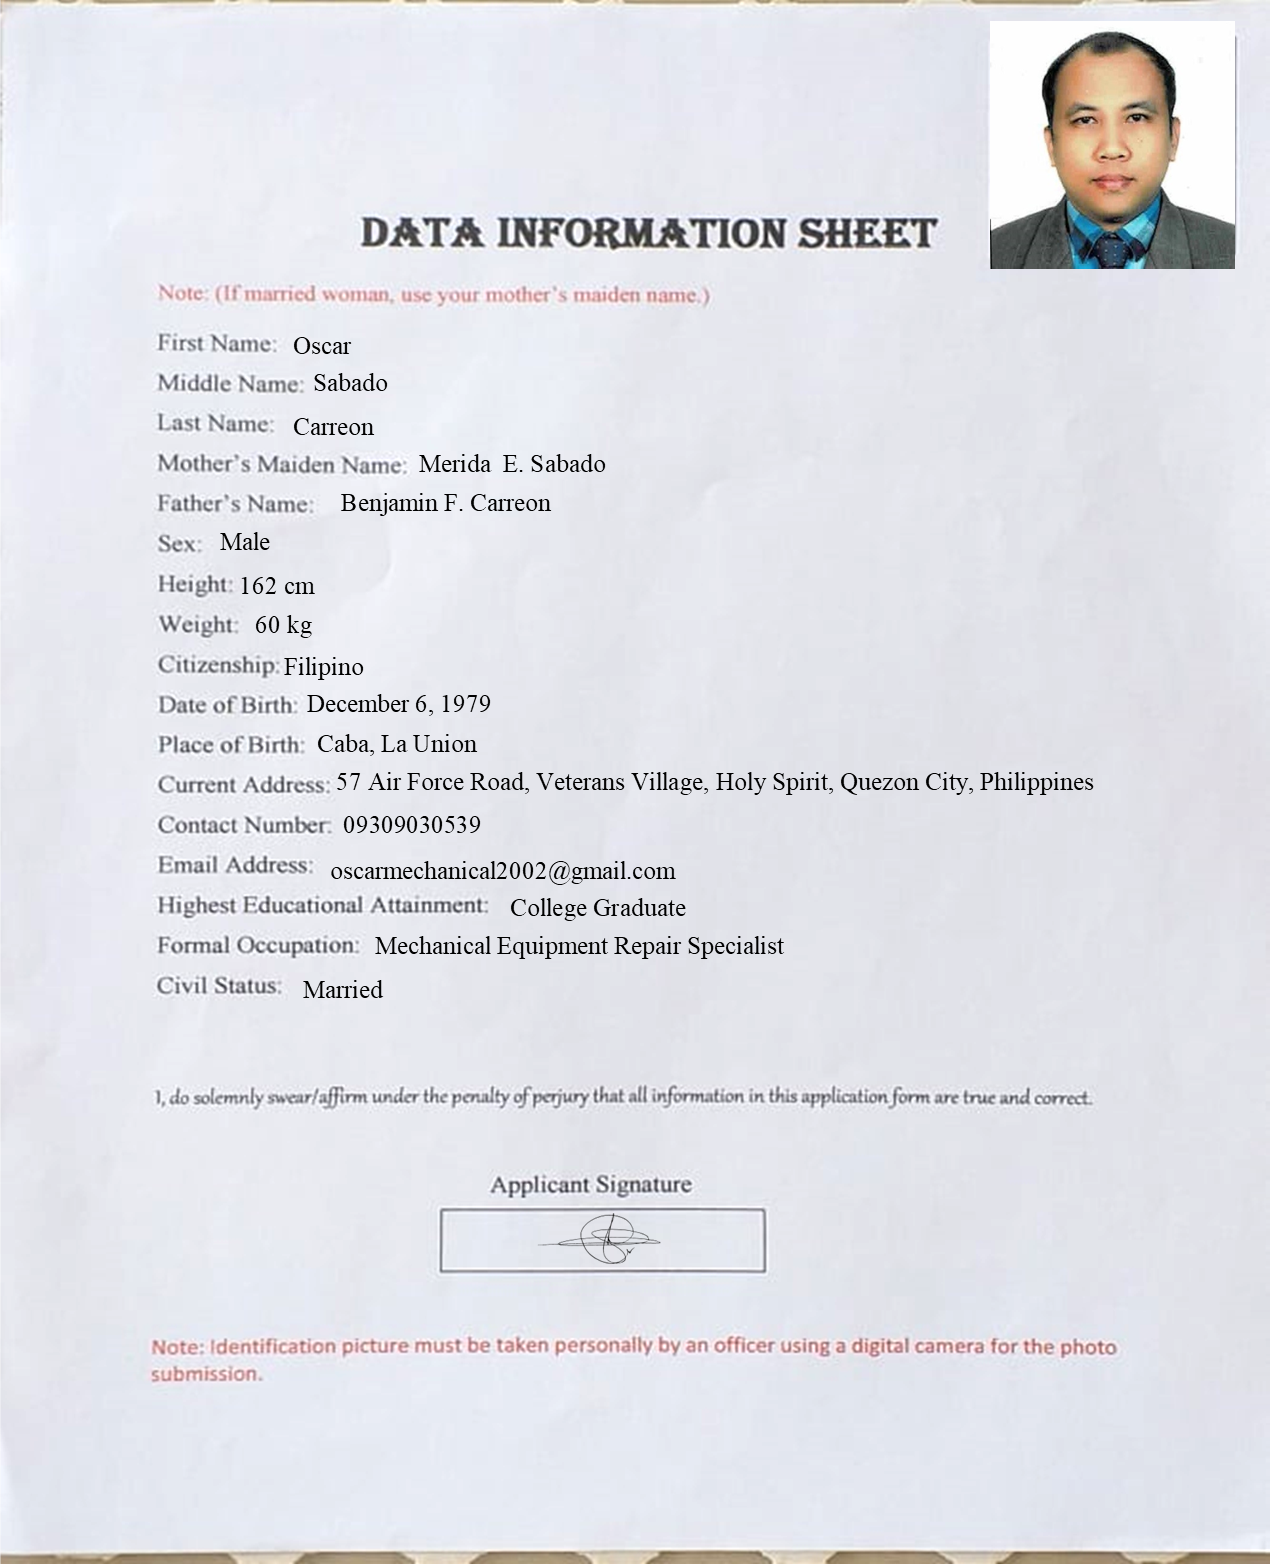 DATA INFORMATION SHEET
Note: (If married woman, use your mother's maiden name.)
First Name: Oscar
Middle Name: Sabado
Last Name: Carreon
Mother's Maiden Name: Merida E. Sabado
Father's Name: Benjamin F. Carreon
Sex: Male
Height: 162 cm
Weight: 60 kg
Citizenship: Filipino
Date of Birth: December 6, 1979
Place of Birth: Caba, La Union
Current Address: 57 Air Force Road, Veterans Village, Holy Spirit, Quezon City, Philippines
Contact Number: 09309030539
Email Address: oscarmechanical2002@gmail.com
Highest Educational Attainment: College Graduate
Formal Occupation: Mechanical Equipment Repair Specialist
Civil Status: Married
I, do solemnly swear/affirm under the penalty of perjury that all information in this application form are true and correct.
Applicant Signature
Note: Identification picture must be taken personally by an officer using a digital camera for the photo
submission.